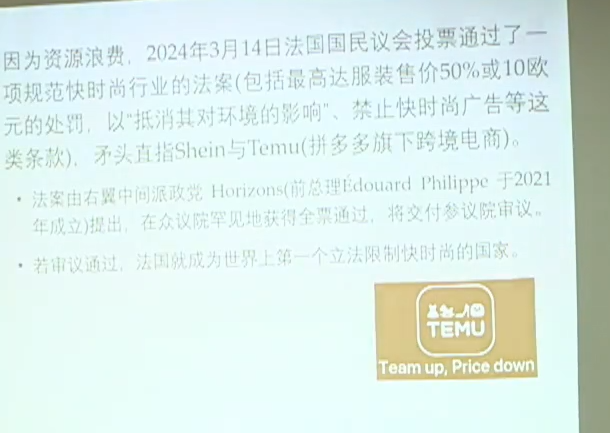 因为资源浪费，2024年3月14日法国国民议会投票通过了一
项规范快时尚行业的法案(包括最高达服装售价50%或10欧
元的处罚，以“抵消其对环境的影响”、禁止快时尚广告等这
类条款)，矛头直指Shein与Temu(拼多多旗下跨境电商)。
• 法案由右翼中间派政党 Horizons(前总理Édouard Philippe 于2021
年成立)提出，在众议院罕见地获得全票通过，将交付参议院审议。
• 若审议通过，法国就成为世界上第一个立法限制快时尚的国家。
TEMU
Team up, Price down